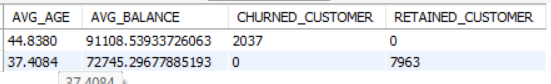 AVG_AGE AVG_BALANCE CHURNED_CUSTOMER RETAINED_CUSTOMER
44.8380 91108.53933726063 2037 0
37.4084 72745.29677885193 0 7963
37.4084